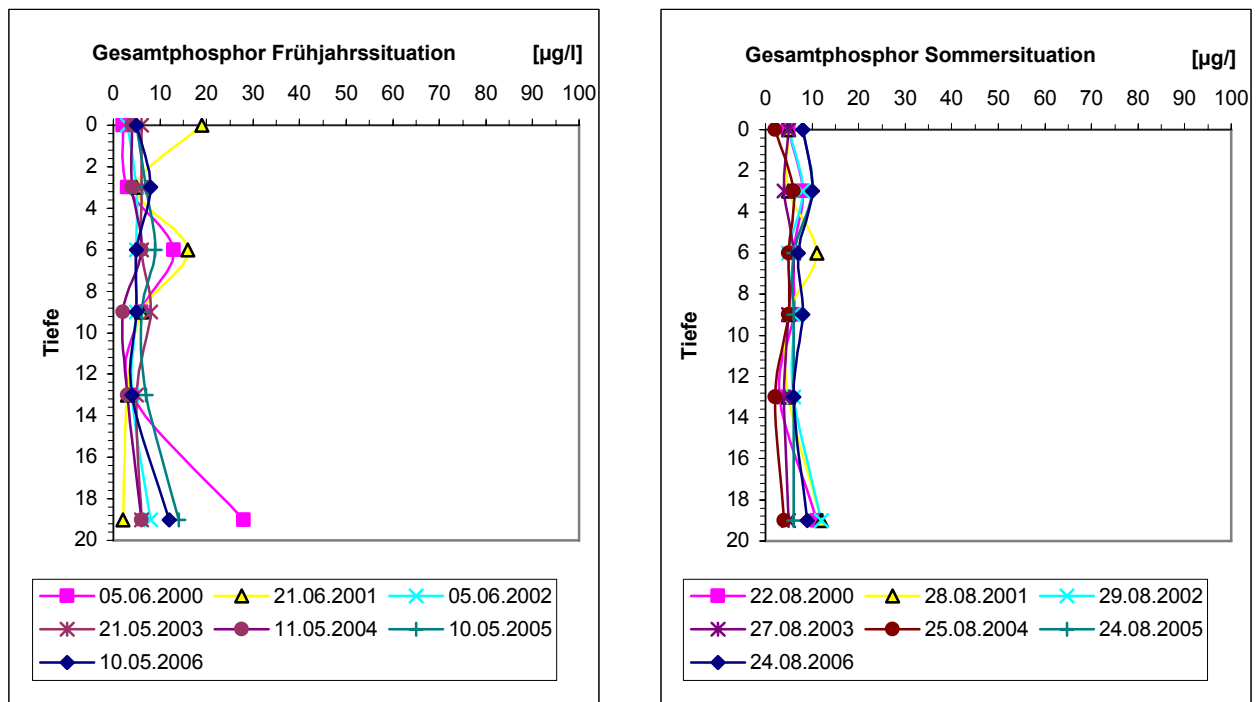 Gesamtphosphor Frühjahrssituation [µg/l]
0 10 20 30 40 50 60 70 80 90 100
0
2
4
6
8
10
12
14
16
18
20
Tiefe
05.06.2000 21.06.2001 05.06.2002
21.05.2003 11.05.2004 10.05.2005
10.05.2006
Gesamtphosphor Sommersituation [µg/]
0 10 20 30 40 50 60 70 80 90 100
0
2
4
6
8
10
12
14
16
18
20
Tiefe
22.08.2000 28.08.2001 29.08.2002
27.08.2003 25.08.2004 24.08.2005
24.08.2006